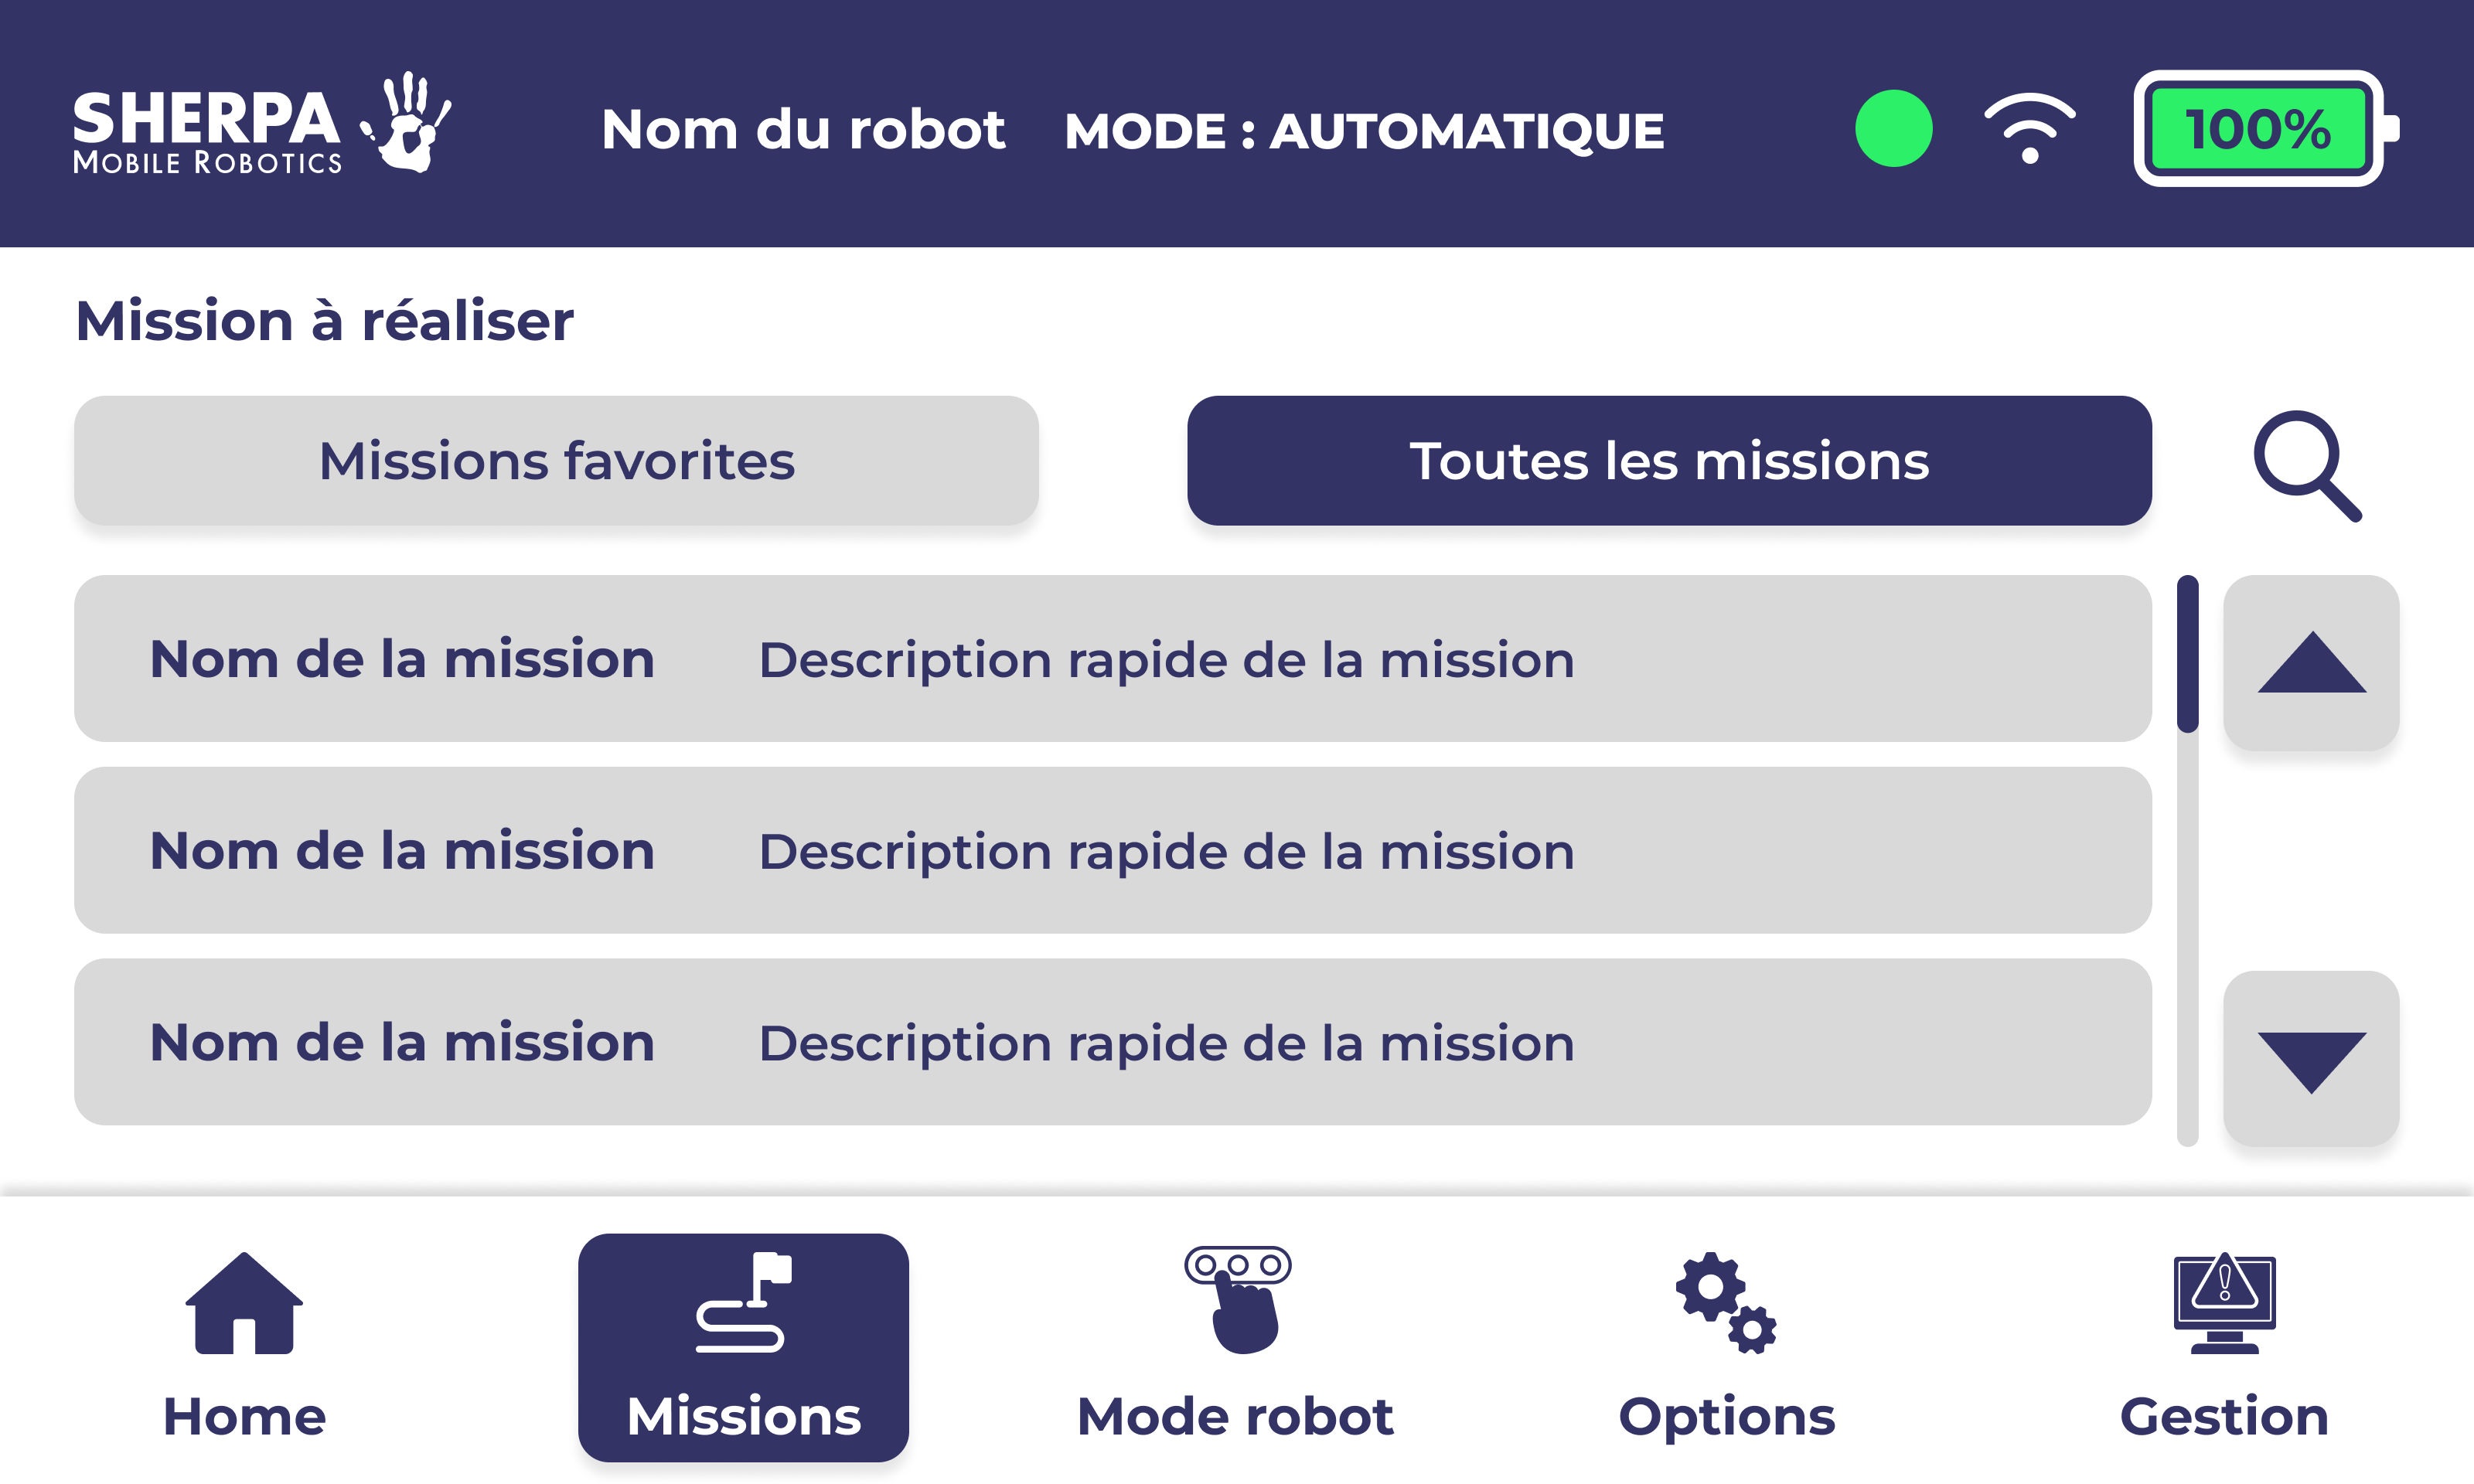 SHERPA
MOBILE ROBOTICS
Nom du robot MODE : AUTOMATIQUE
100%
Mission à réaliser
Missions favorites
Toutes les missions
Nom de la mission Description rapide de la mission
Nom de la mission Description rapide de la mission
Nom de la mission Description rapide de la mission
Home
Missions
Mode robot
Options
Gestion